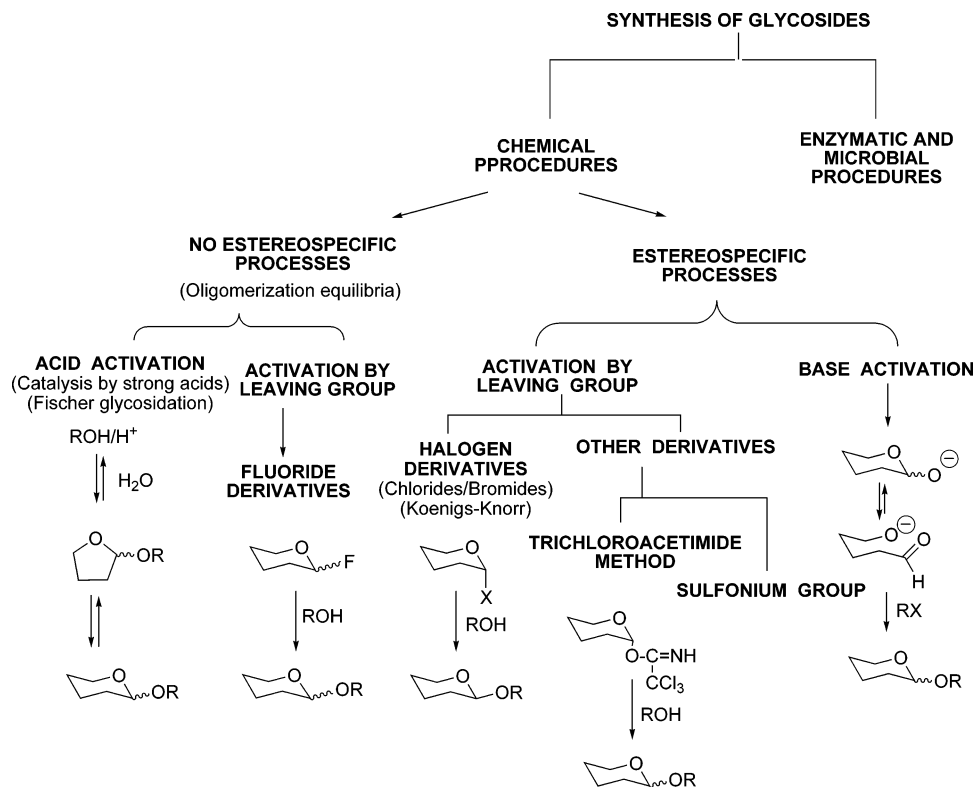 SYNTHESIS OF GLYCOSIDES
CHEMICAL
PPROCEDURES
ENZYMATIC AND
MICROBIAL
PROCEDURES
NO ESTEREOSPECIFIC
PROCESSES
(Oligomerization equilibria)
ESTEREOSPECIFIC
PROCESSES
ACID ACTIVATION
(Catalysis by strong acids)
(Fischer glycosidation)
ROH/H⁺
H₂O
O
OR
O
OR
ACTIVATION BY
LEAVING GROUP
FLUORIDE
DERIVATIVES
O
F
ROH
O
OR
ACTIVATION BY
LEAVING GROUP
HALOGEN
DERIVATIVES
(Chlorides/Bromides)
(Koenigs-Knorr)
O
X
ROH
O
OR
OTHER DERIVATIVES
TRICHLOROACETIMIDE
METHOD
SULFONIUM GROUP
O
O-C=NH
CCl₃
ROH
O
OR
BASE ACTIVATION
O
O⊖
O⊖
O
H
RX
O
OR